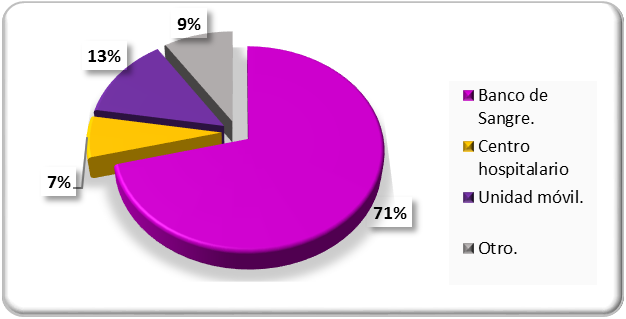 9%
13%
7%
71%
Banco de
Sangre.
Centro
hospitalario
Unidad móvil.
Otro.